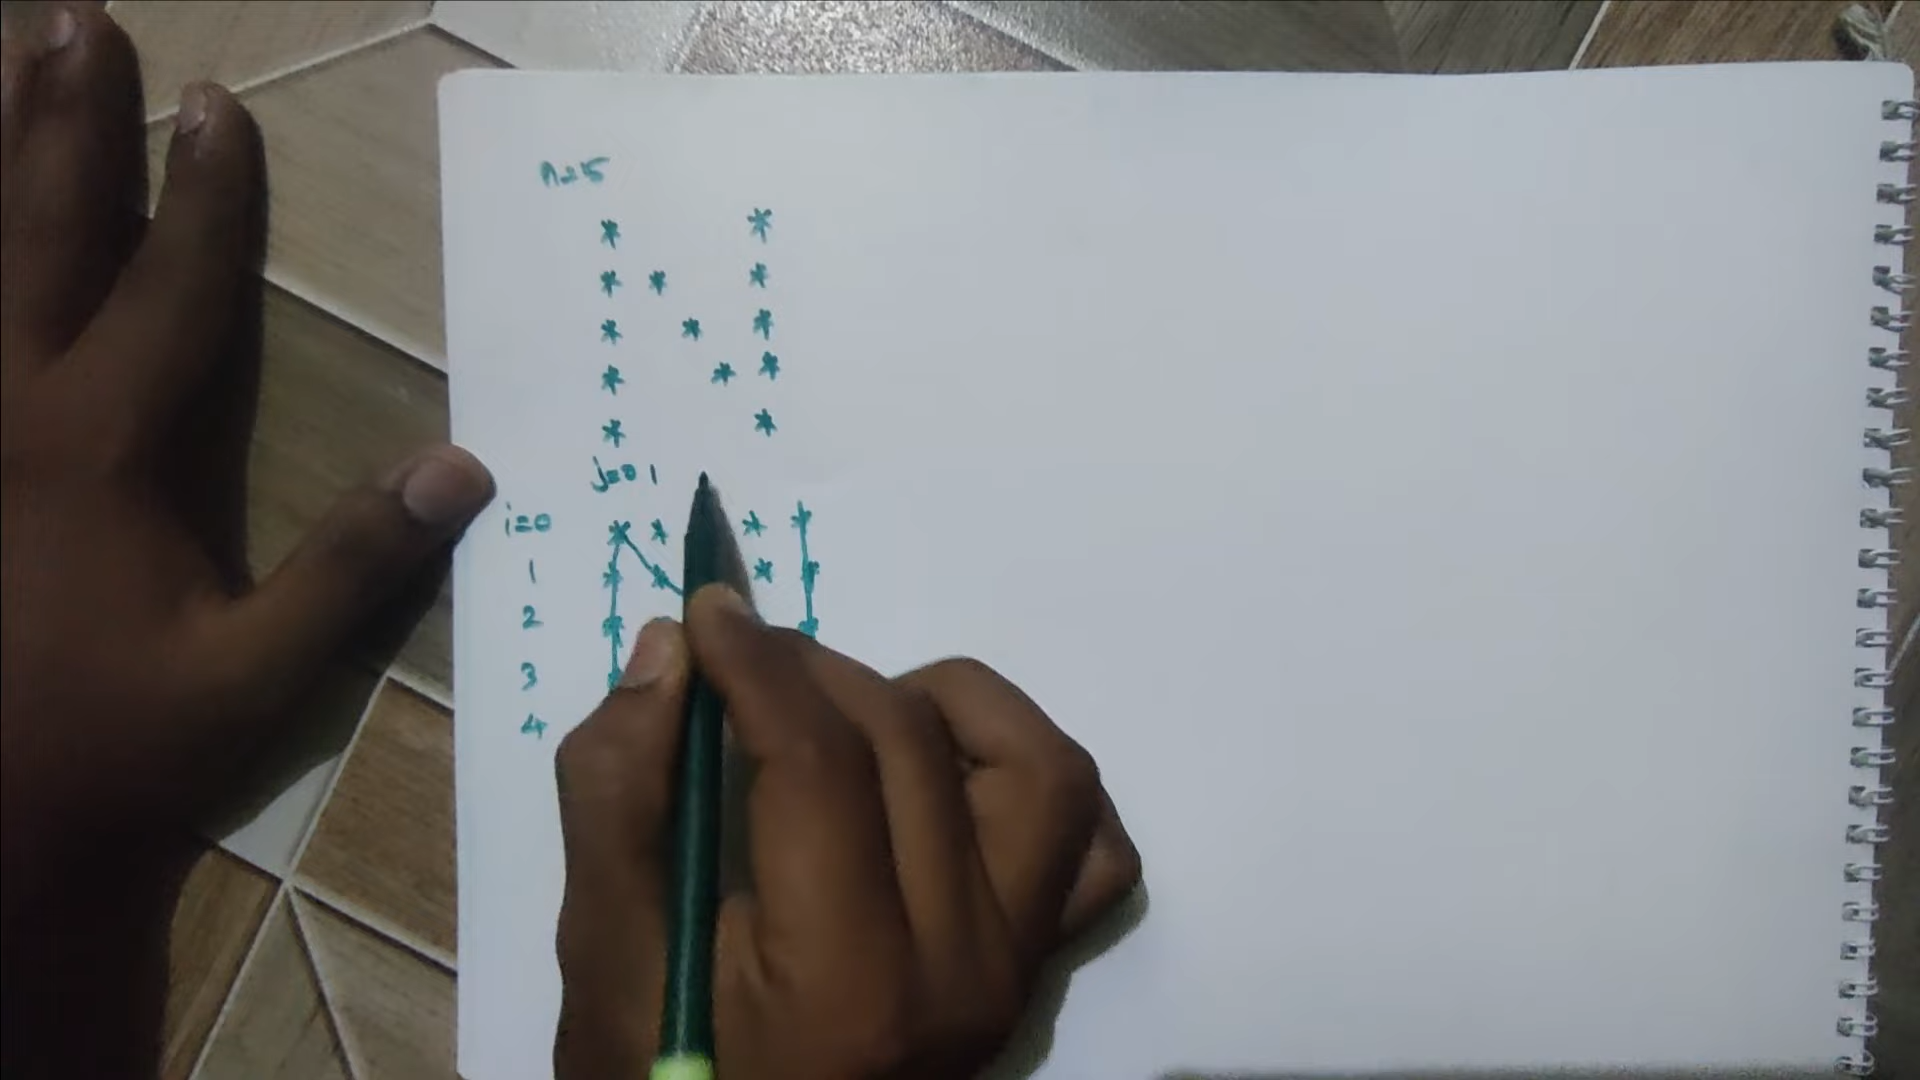 n=5
* *
* * *
* * *
* * *
* *
j=0 1
i=0 * * * *
1 * * * *
2 * *
3 *
4